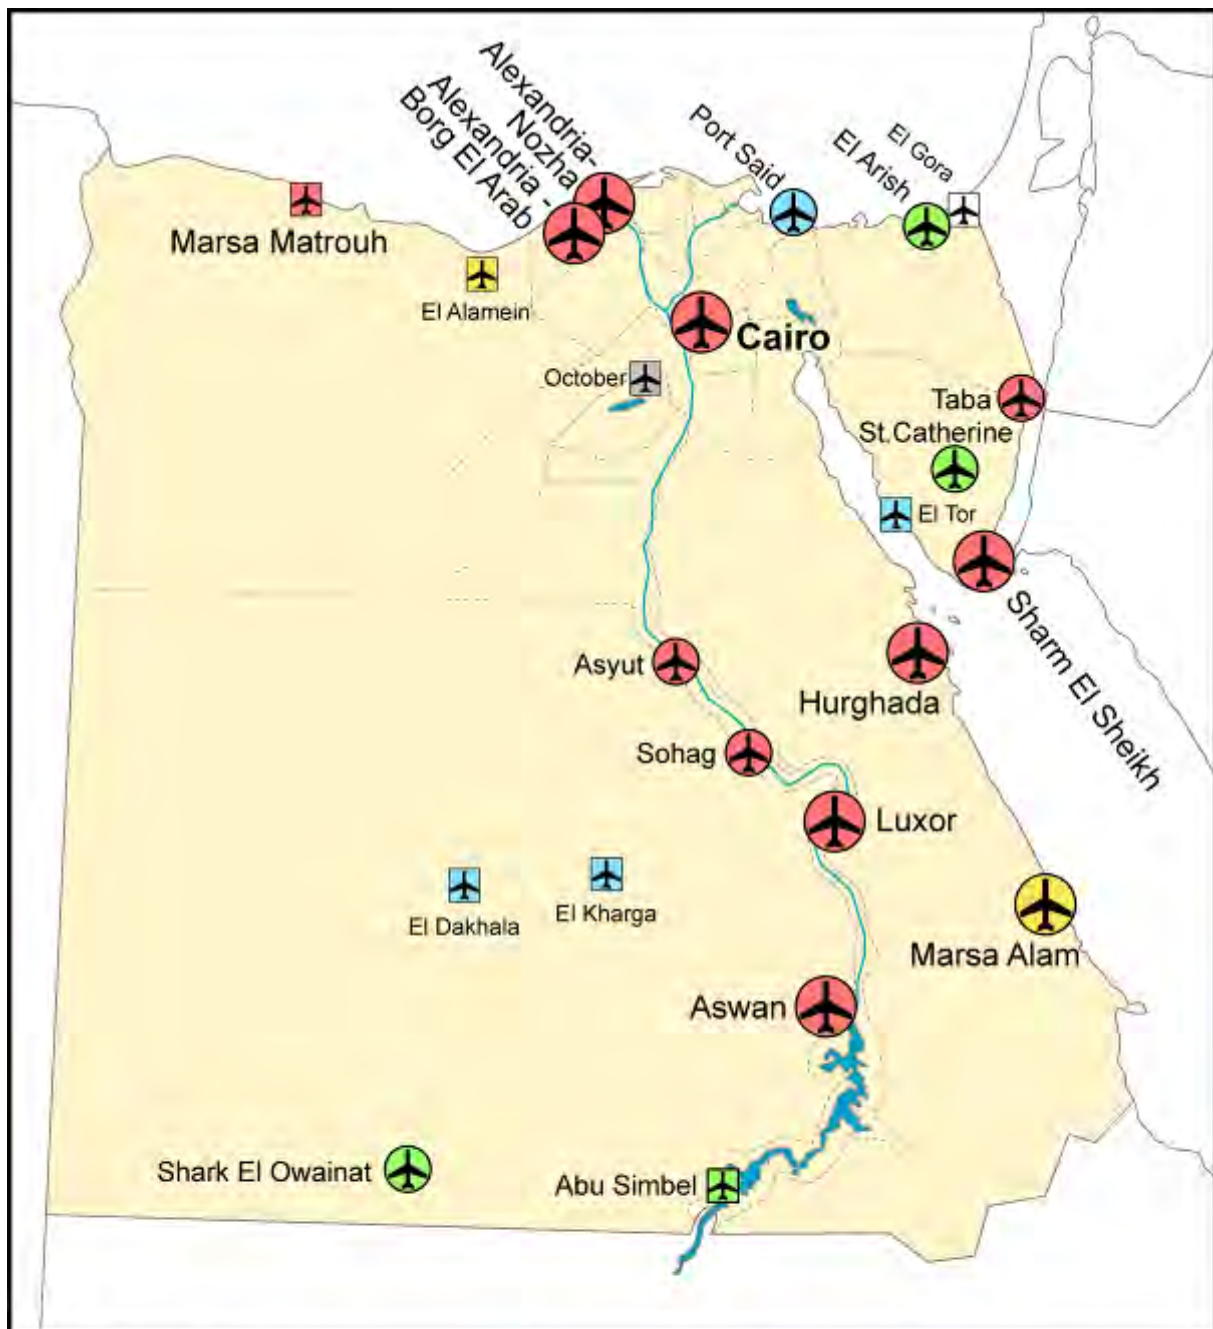 Alexandria-
Nozha
Alexandria -
Borg El Arab
Port Said
El Arish
El Gora
Marsa Matrouh
El Alamein
Cairo
October
Taba
St.Catherine
El Tor
Sharm El Sheikh
Asyut
Hurghada
Sohag
Luxor
El Dakhala
El Kharga
Marsa Alam
Aswan
Shark El Owainat
Abu Simbel